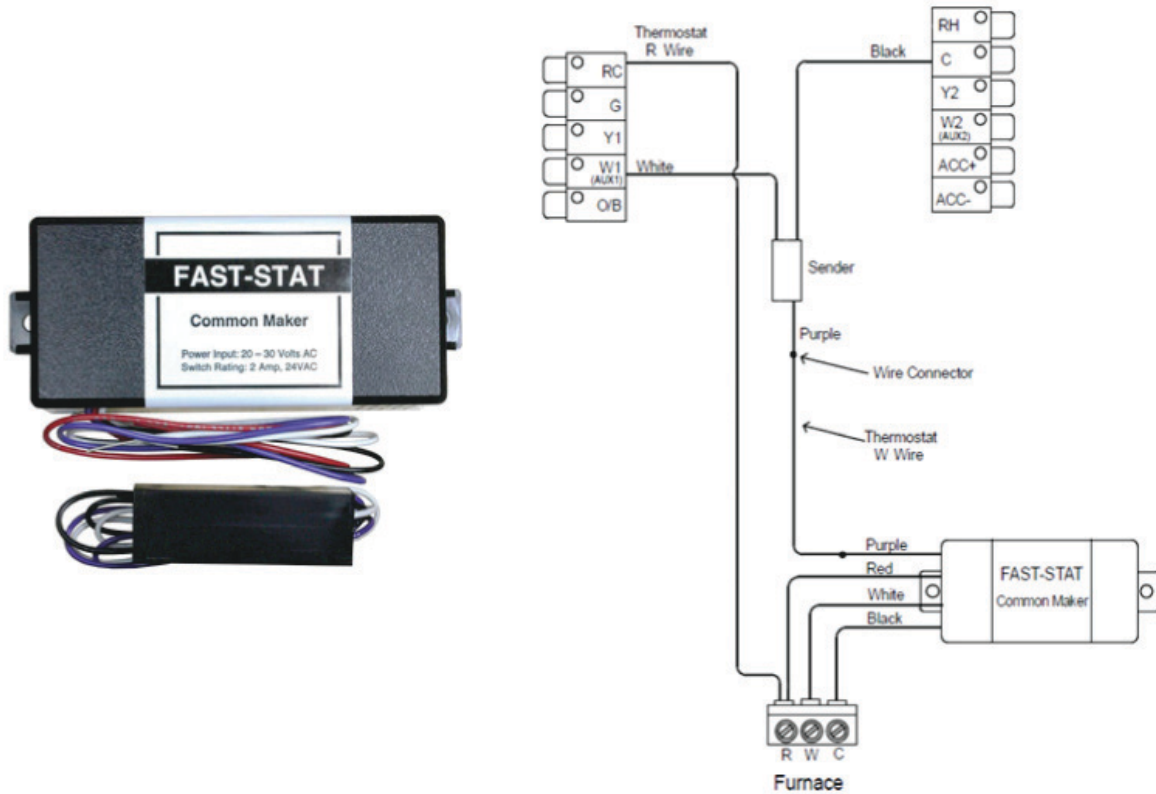 FAST-STAT
Common Maker
Power Input: 20 – 30 Volts AC
Switch Rating: 2 Amp, 24VAC
Thermostat
R Wire
RC
G
Y1
W1
(AUX1)
O/B
White
Black
RH
C
Y2
W2
(AUX2)
ACC+
ACC-
Sender
Purple
Wire Connector
Thermostat
W Wire
Purple
Red
White
Black
FAST-STAT
Common Maker
R W C
Furnace